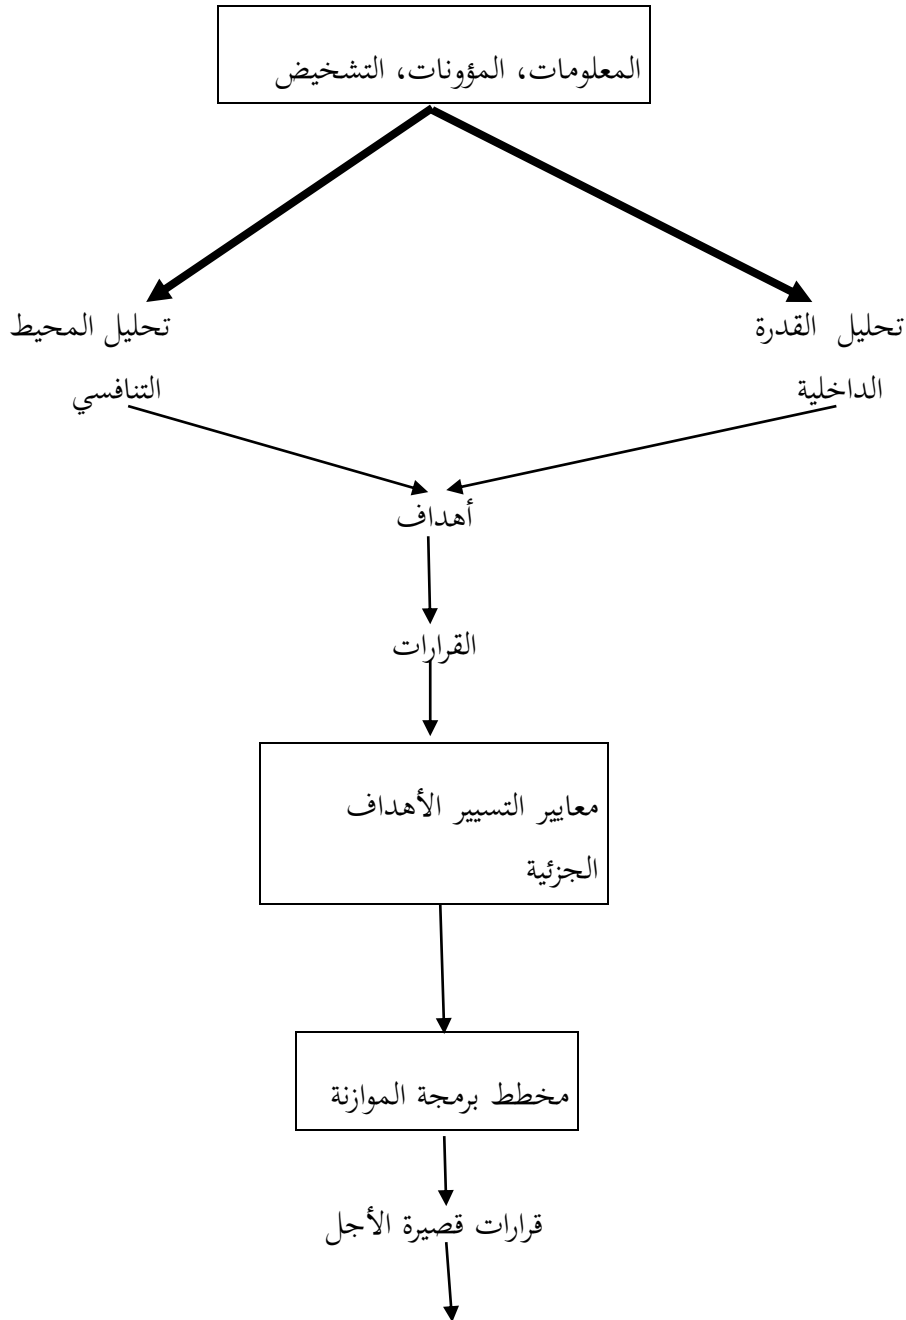 المعلومات، المؤونات، التشخيض
تحليل القدرة
الداخلية
تحليل المحيط
التنافسي
أهداف
القرارات
معايير التسيير الأهداف
الجزئية
مخطط برمجة الموازنة
قرارات قصيرة الأجل